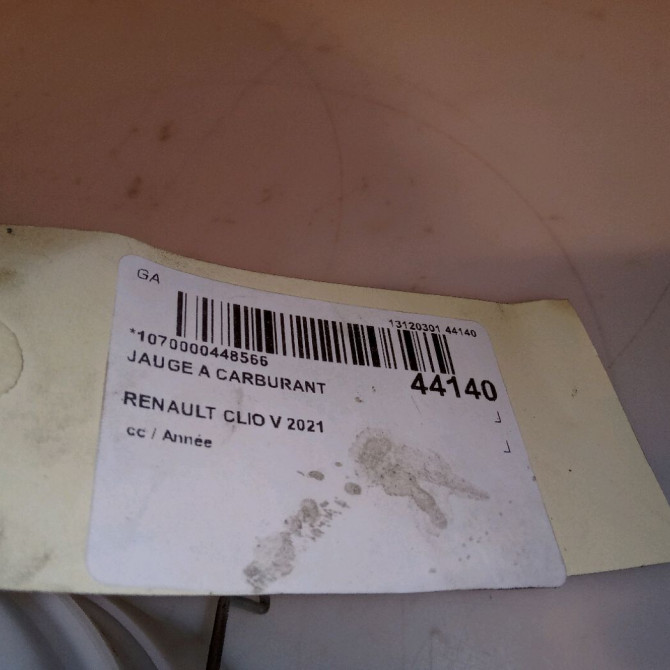 GA
13120301 44140
*1070000448566
JAUGE A CARBURANT
44140
RENAULT CLIO V 2021
cc / Année